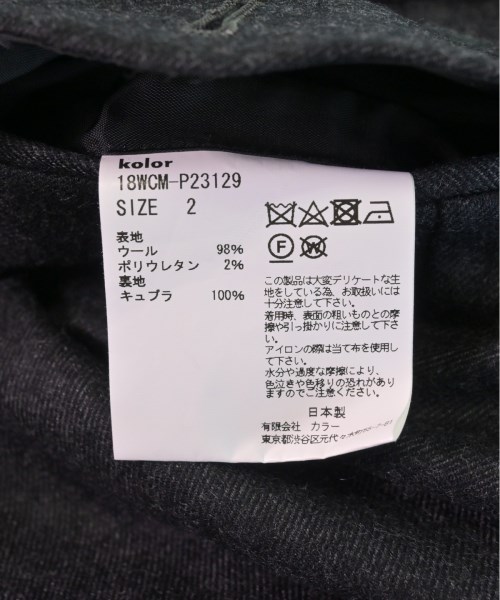 kolor
18WCM-P23129
SIZE 2
表地
ウール 98%
ポリウレタン 2%
裏地
キュプラ 100%
F
W
この製品は大変デリケートな生
地をしている為、お取扱いには
十分注意して下さい。
着用時、表面の粗いものとの摩
擦や引っ掛かりに注意して下さ
い。
アイロンの際は当て布を使用し
て下さい。
水分や過度な摩擦により、
色泣きや色移りの恐れがあり
ますのでご注意ください。
日本製
有限会社 カラー
東京都渋谷区元代々木町